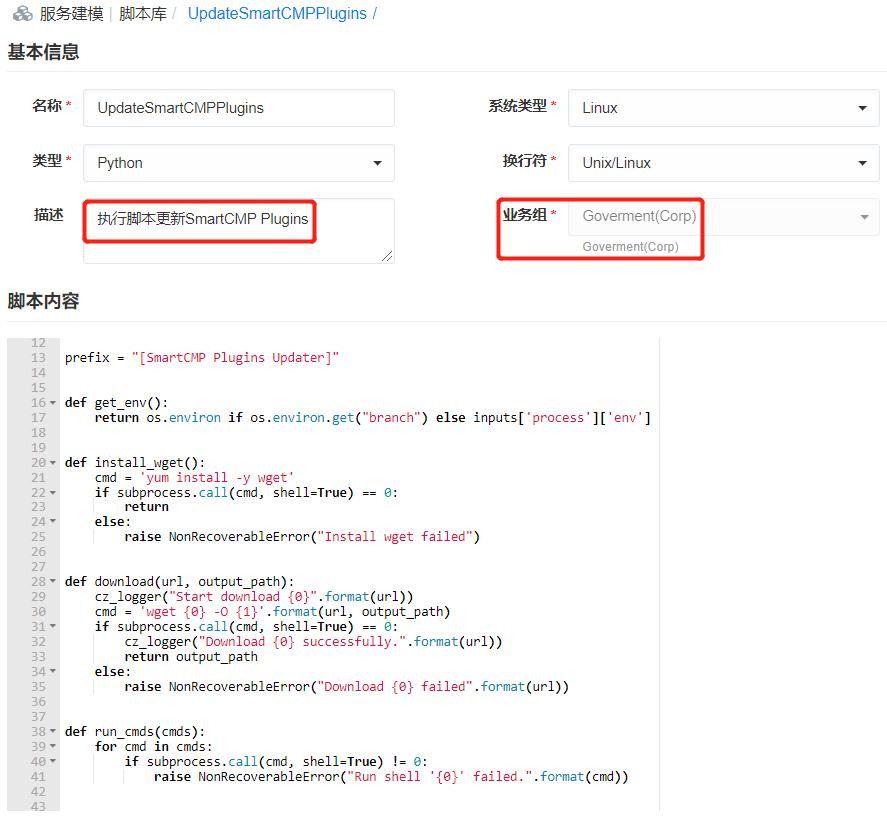 服务建模 | 脚本库 / UpdateSmartCMPPlugins /
基本信息
名称 * UpdateSmartCMPPlugins 系统类型 * Linux
类型 * Python 换行符 * Unix/Linux
描述 执行脚本更新SmartCMP Plugins 业务组 * Goverment(Corp)
Goverment(Corp)
脚本内容
12
13 prefix = "[SmartCMP Plugins Updater]"
14
15
16 def get_env():
17     return os.environ if os.environ.get("branch") else inputs['process']['env']
18
19
20 def install_wget():
21     cmd = 'yum install -y wget'
22     if subprocess.call(cmd, shell=True) == 0:
23         return
24     else:
25         raise NonRecoverableError("Install wget failed")
26
27
28 def download(url, output_path):
29     cz_logger("Start download {0}".format(url))
30     cmd = 'wget {0} -O {1}'.format(url, output_path)
31     if subprocess.call(cmd, shell=True) == 0:
32         cz_logger("Download {0} successfully.".format(url))
33         return output_path
34     else:
35         raise NonRecoverableError("Download {0} failed".format(url))
36
37
38 def run_cmds(cmds):
39     for cmd in cmds:
40         if subprocess.call(cmd, shell=True) != 0:
41             raise NonRecoverableError("Run shell '{0}' failed.".format(cmd))
42
43